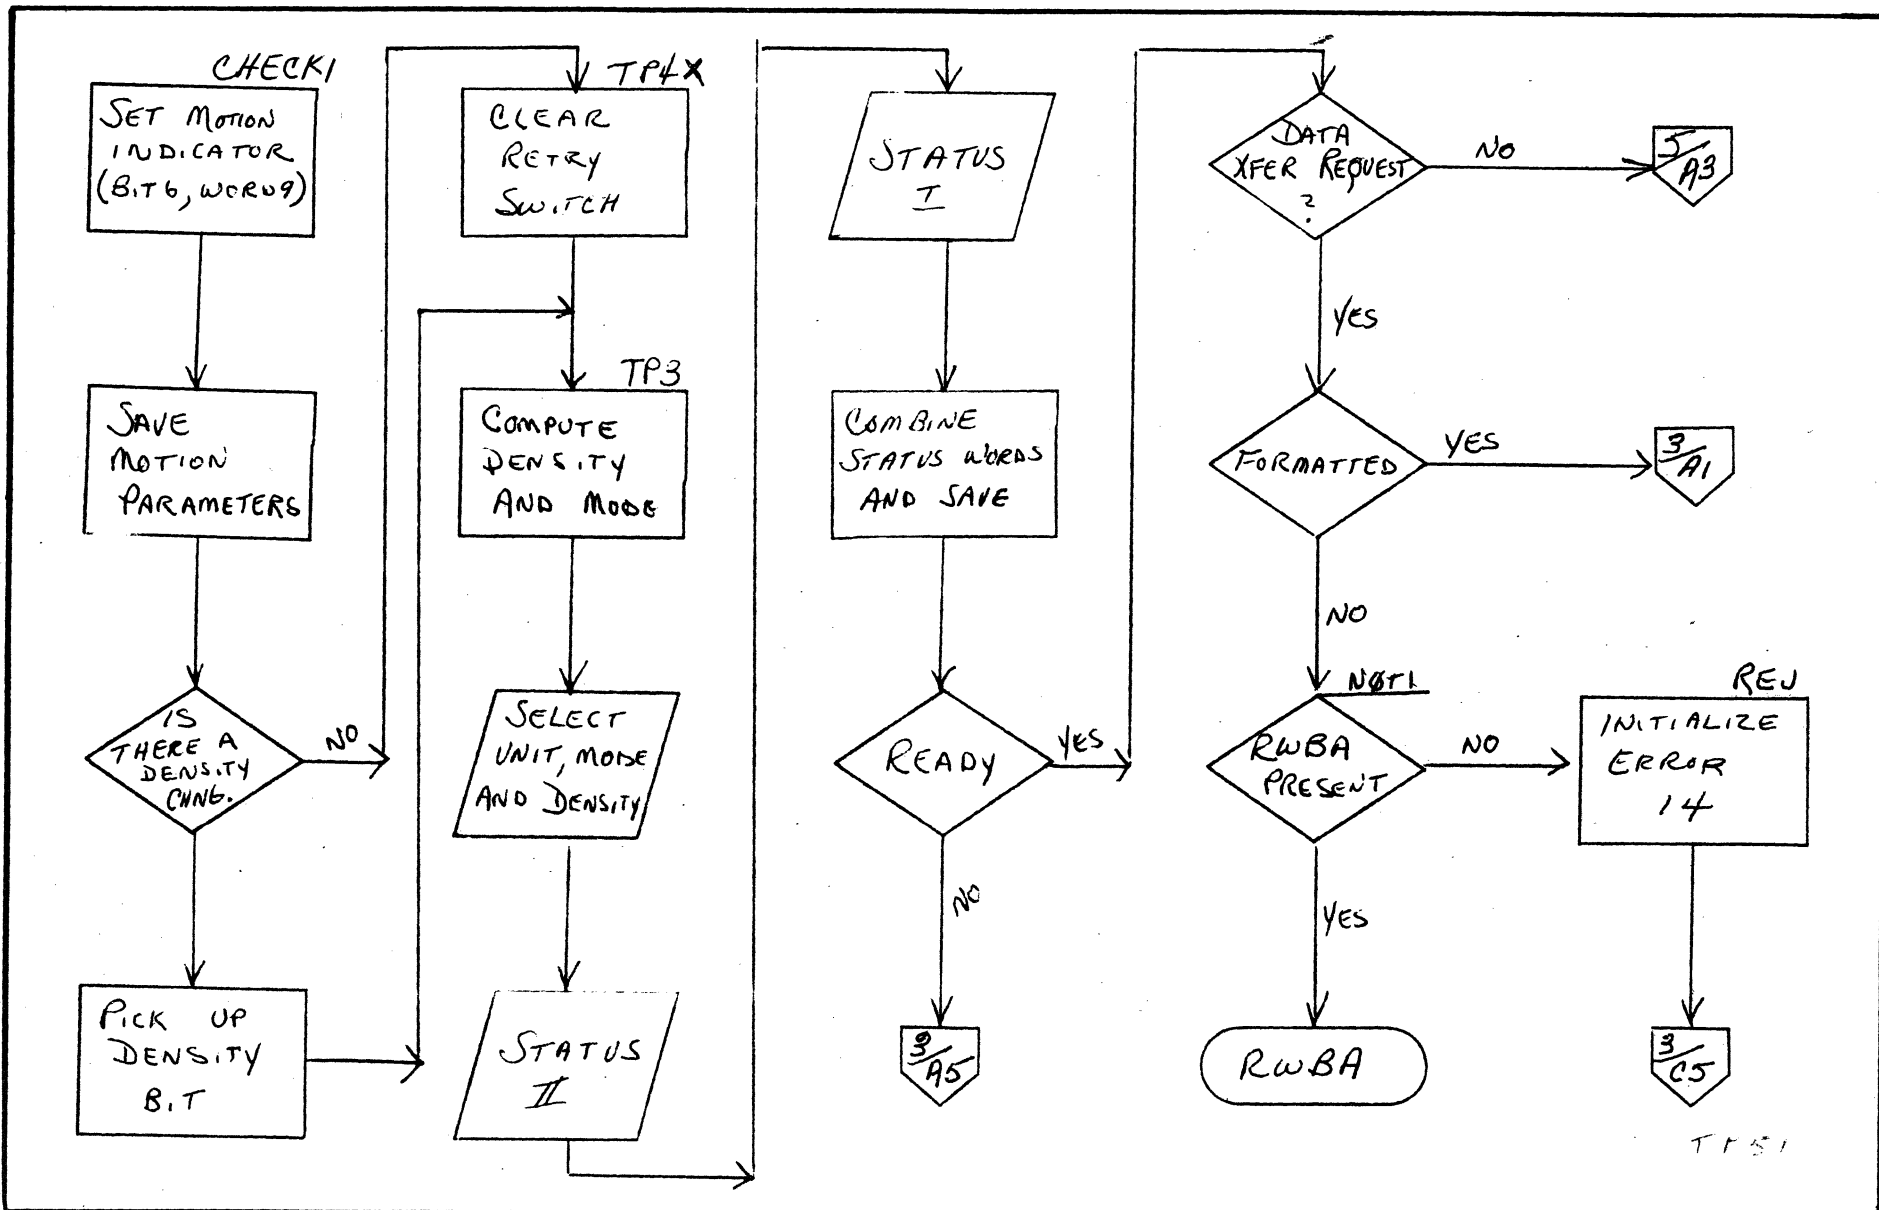 CHECK1
SET MOTION
INDICATOR
(BIT 6, WORD 9)
SAVE
MOTION
PARAMETERS
IS
THERE A
DENSITY
CHNG.
NO
PICK UP
DENSITY
BIT
TP4X
CLEAR
RETRY
SWITCH
TP3
COMPUTE
DENSITY
AND MODE
SELECT
UNIT, MODE
AND DENSITY
STATUS
II
STATUS
I
COMBINE
STATUS WORDS
AND SAVE
READY
YES
NO
3/A5
DATA
XFER REQUEST
?
NO
5/A3
YES
FORMATTED
YES
3/A1
NO
NØT1
RWBA
PRESENT
NO
REJ
INITIALIZE
ERROR
14
YES
RWBA
3/C5